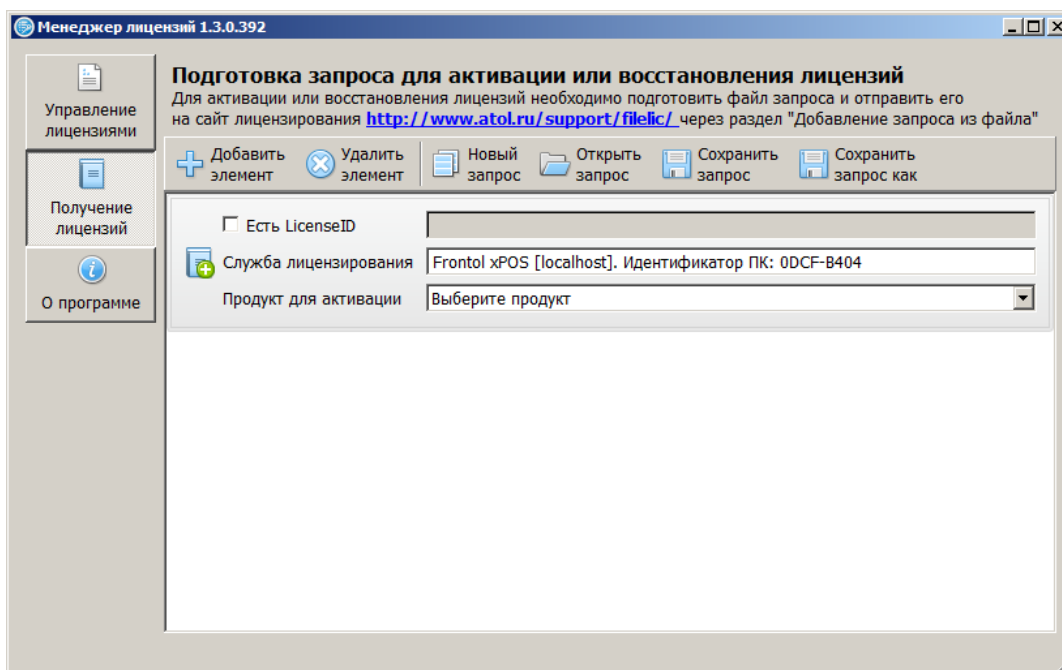 Менеджер лицензий 1.3.0.392
Управление
лицензиями
Получение
лицензий
О программе
Подготовка запроса для активации или восстановления лицензий
Для активации или восстановления лицензий необходимо подготовить файл запроса и отправить его
на сайт лицензирования http://www.atol.ru/support/filelic/ через раздел "Добавление запроса из файла"
Добавить элемент
Удалить элемент
Новый запрос
Открыть запрос
Сохранить запрос
Сохранить запрос как
Есть LicenseID
Служба лицензирования Frontol xPOS [localhost]. Идентификатор ПК: 0DCF-B404
Продукт для активации Выберите продукт